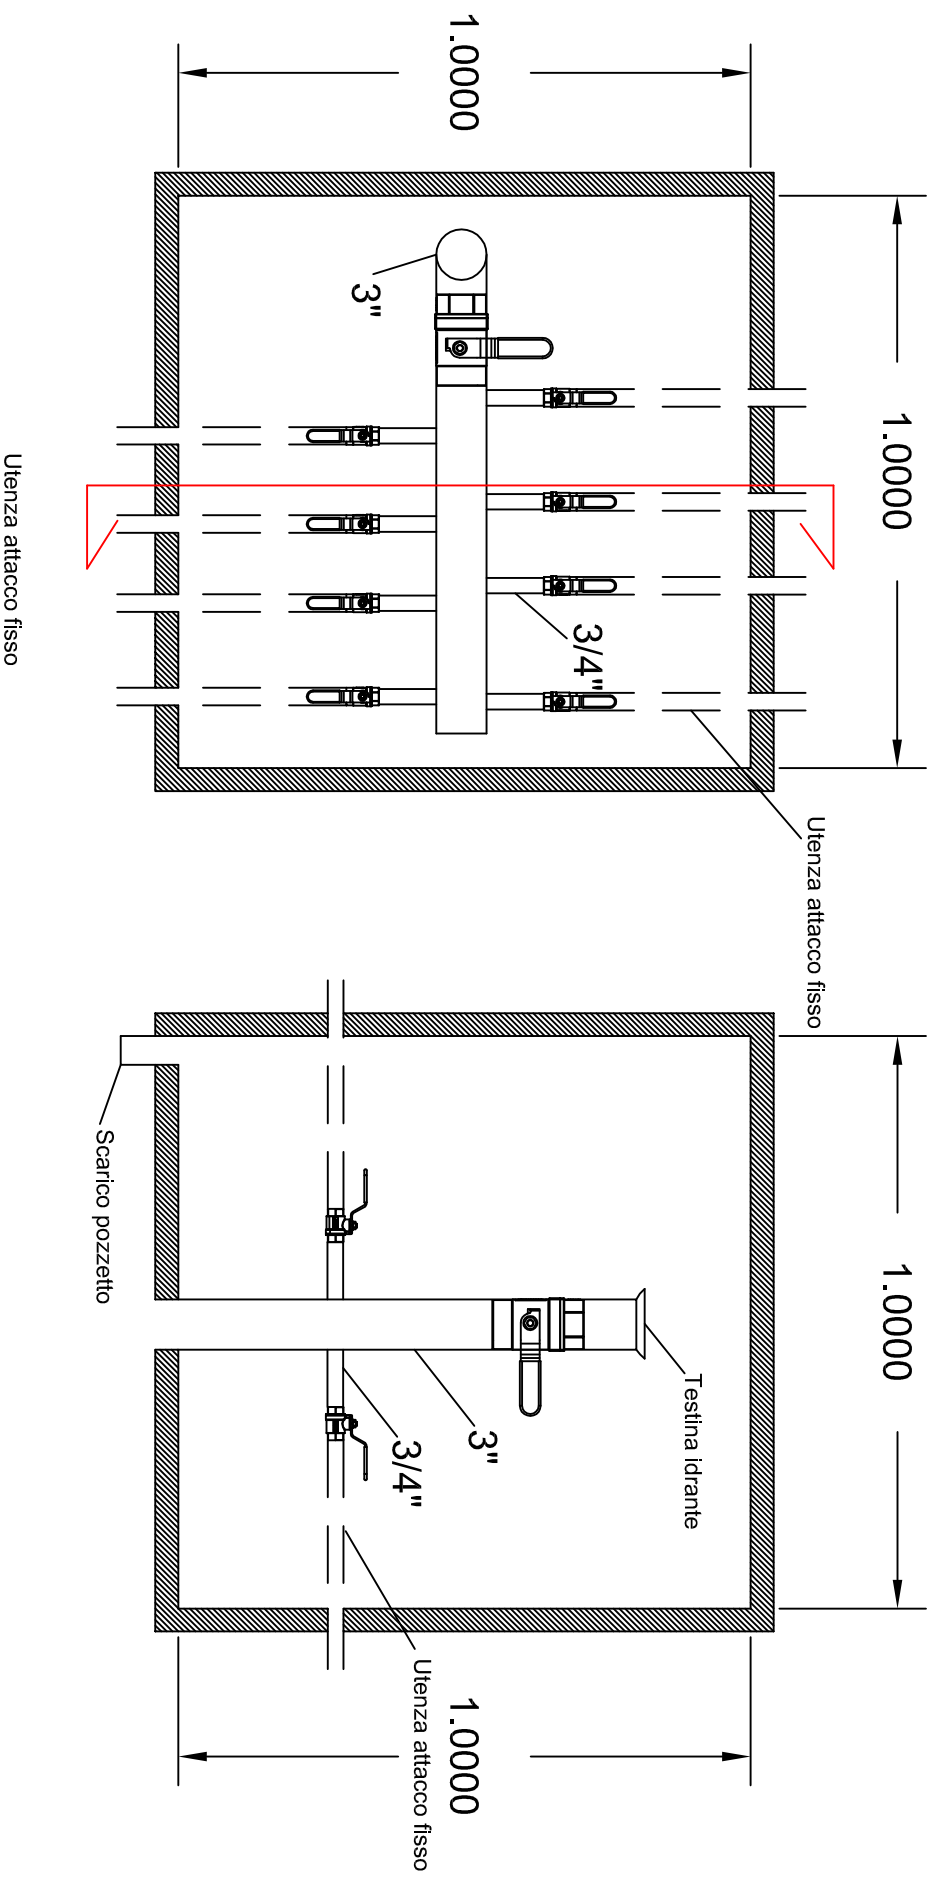 1.0000
1.0000
3"
3/4"
Utenza attacco fisso
Utenza attacco fisso
1.0000
1.0000
Testina idrante
3"
3/4"
Utenza attacco fisso
Scarico pozzetto